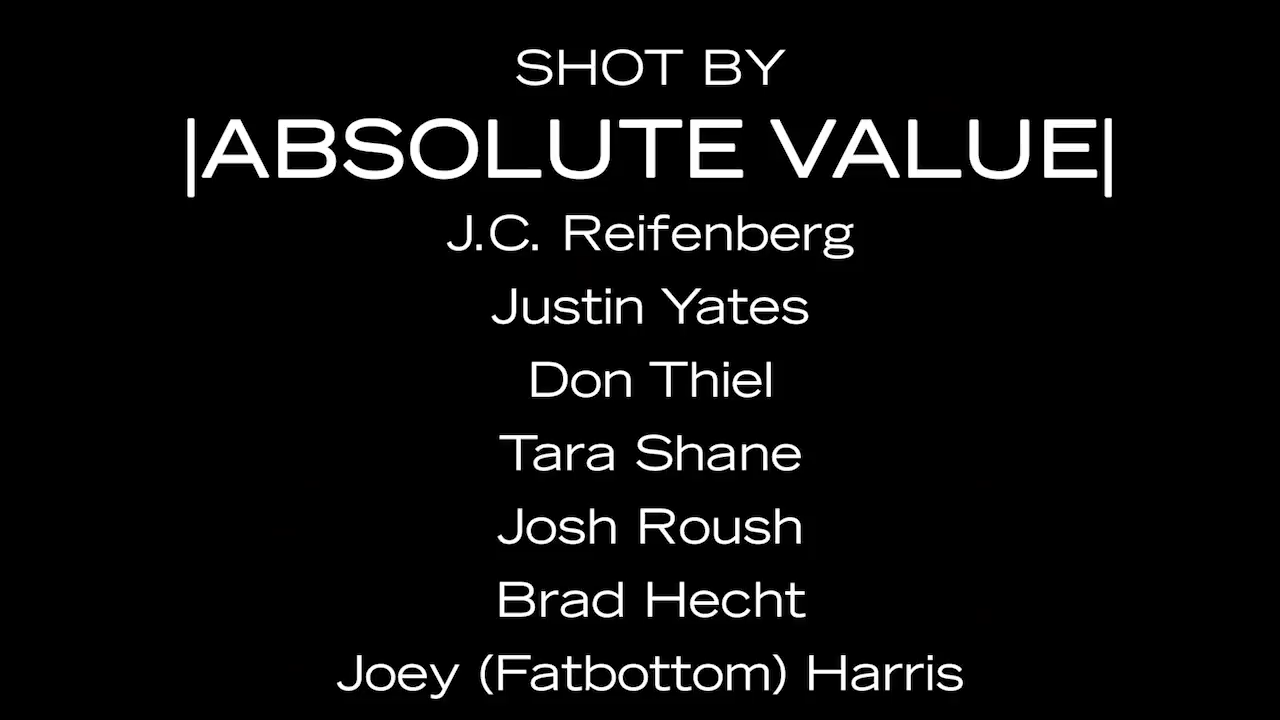 SHOT BY
|ABSOLUTE VALUE|
J.C. Reifenberg
Justin Yates
Don Thiel
Tara Shane
Josh Roush
Brad Hecht
Joey (Fatbottom) Harris